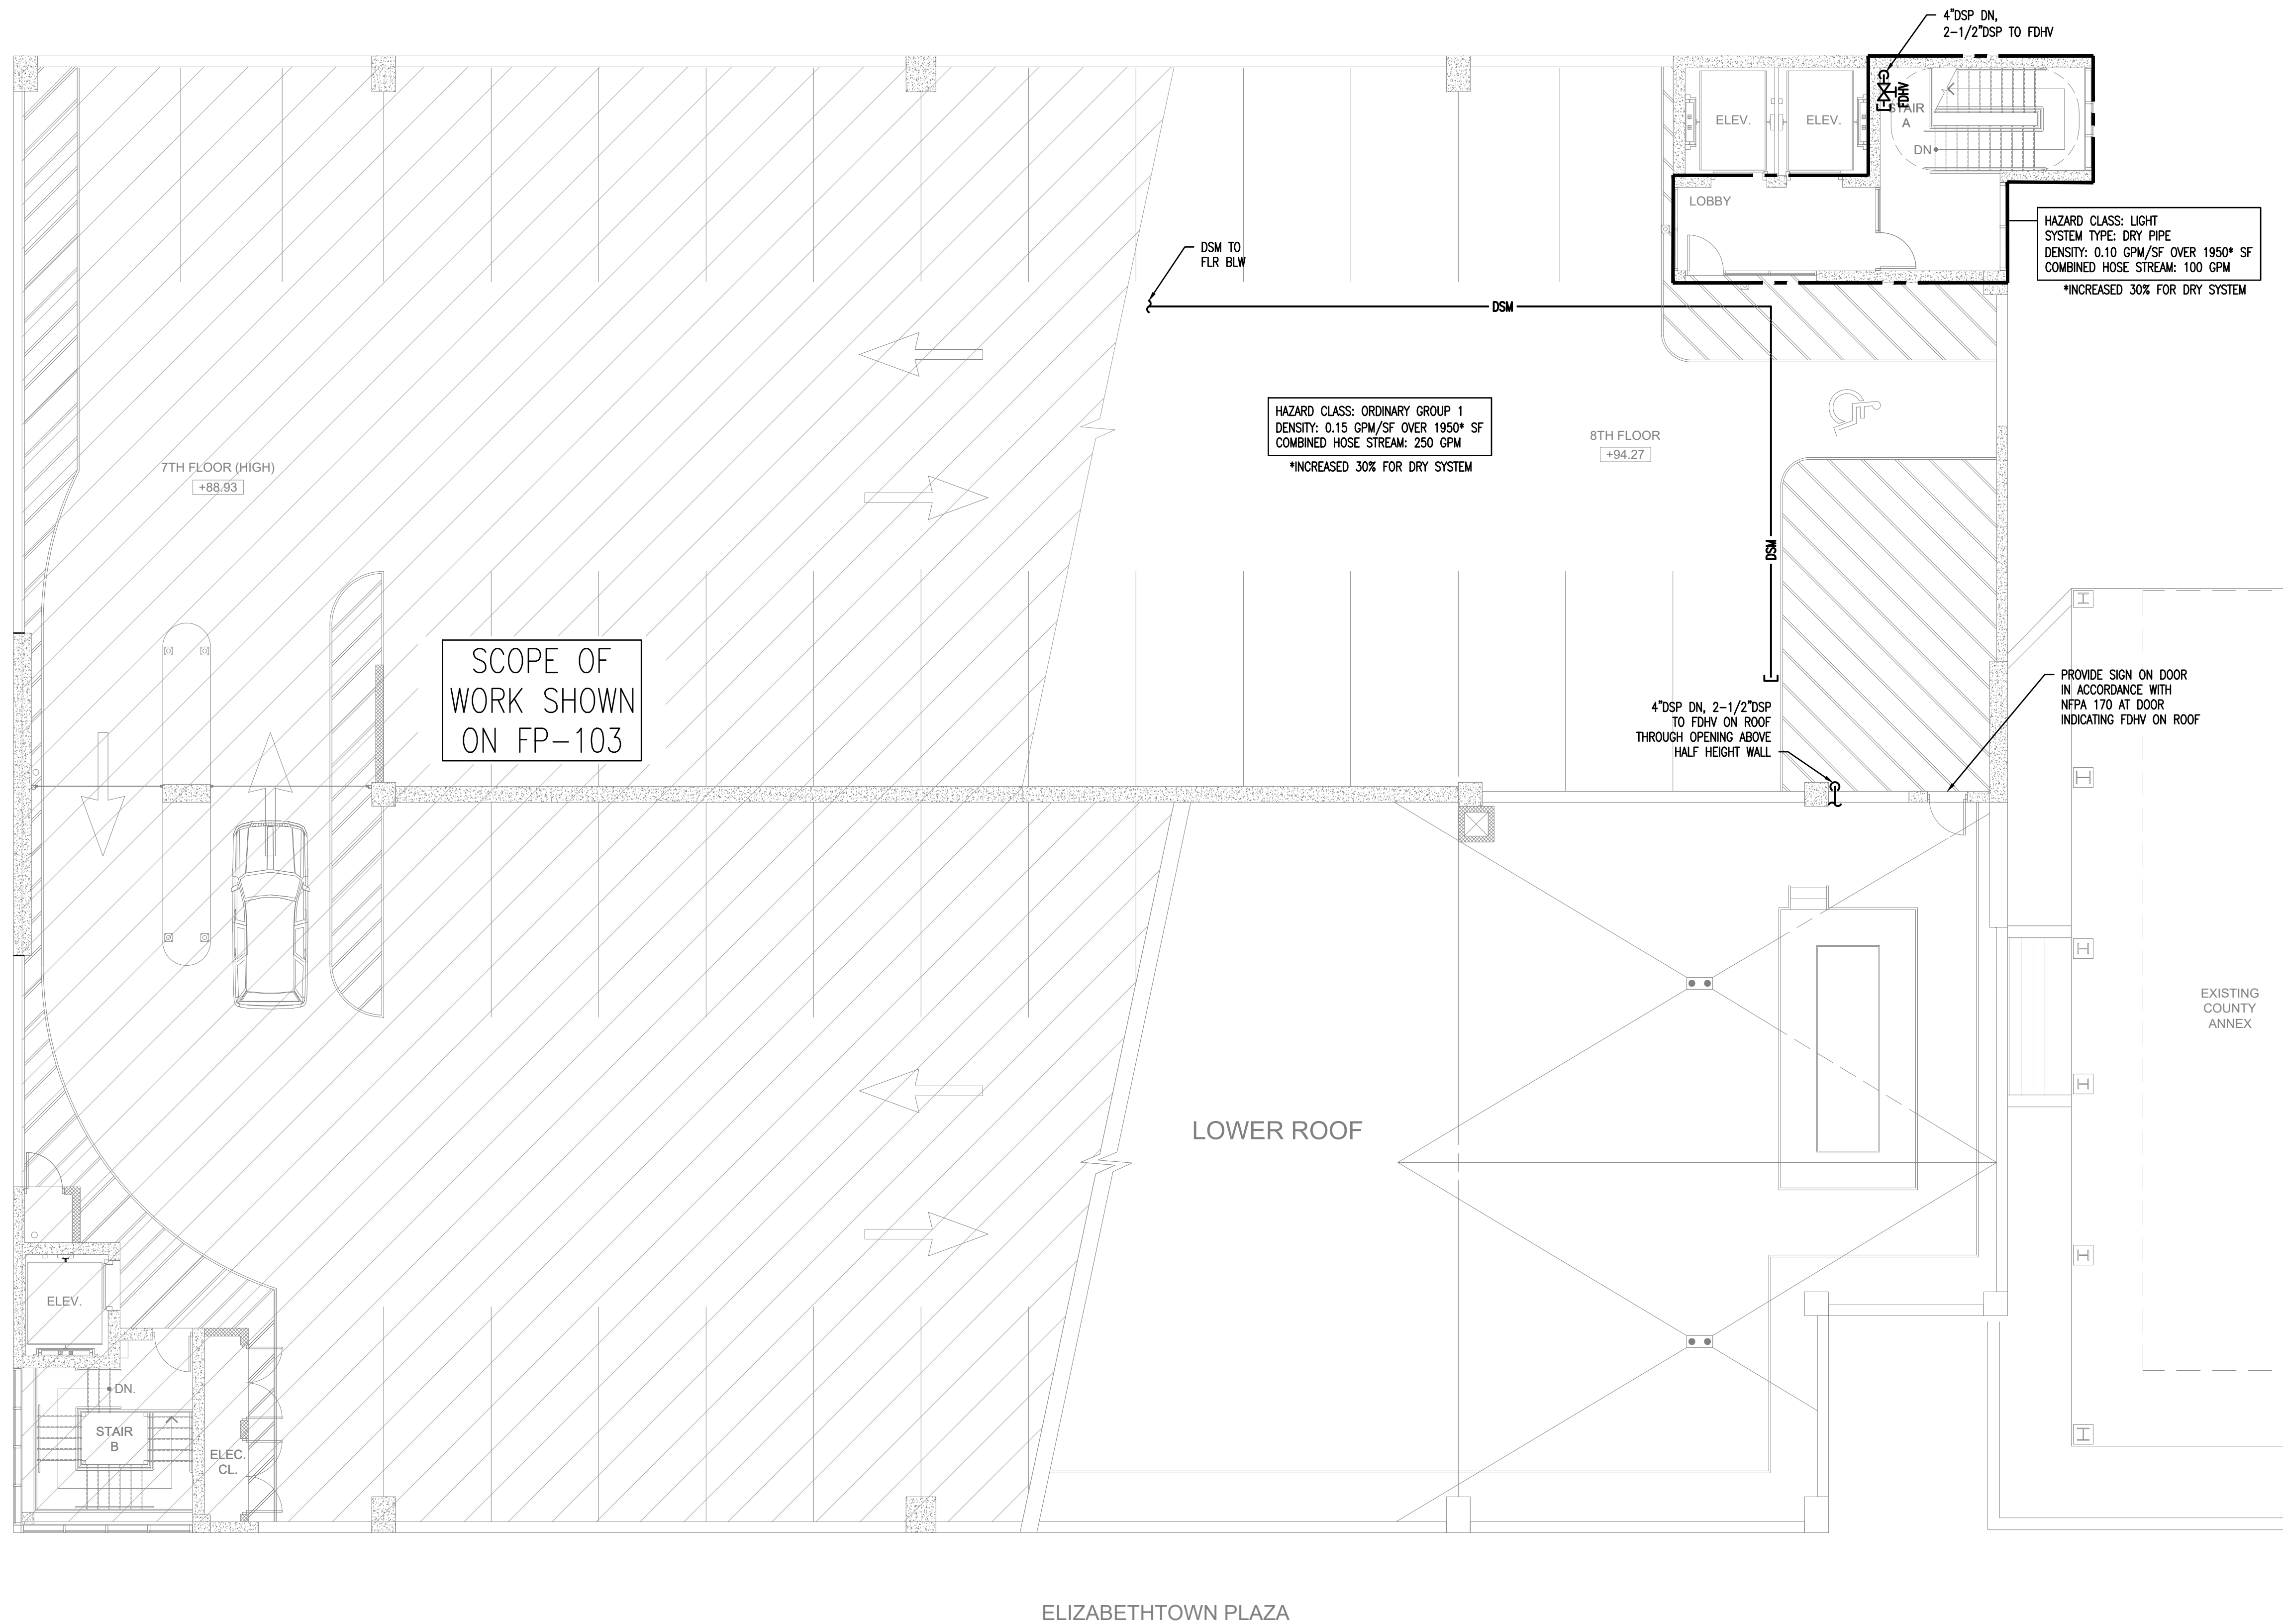 4"DSP DN,
2-1/2"DSP TO FDHV
FDHV
STAIR
A
DN
ELEV.
ELEV.
LOBBY
HAZARD CLASS: LIGHT
SYSTEM TYPE: DRY PIPE
DENSITY: 0.10 GPM/SF OVER 1950* SF
COMBINED HOSE STREAM: 100 GPM
*INCREASED 30% FOR DRY SYSTEM
DSM TO
FLR BLW
DSM
HAZARD CLASS: ORDINARY GROUP 1
DENSITY: 0.15 GPM/SF OVER 1950* SF
COMBINED HOSE STREAM: 250 GPM
*INCREASED 30% FOR DRY SYSTEM
8TH FLOOR
+94.27
7TH FLOOR (HIGH)
+88.93
DSM
SCOPE OF
WORK SHOWN
ON FP-103
4"DSP DN, 2-1/2"DSP
TO FDHV ON ROOF
THROUGH OPENING ABOVE
HALF HEIGHT WALL
PROVIDE SIGN ON DOOR
IN ACCORDANCE WITH
NFPA 170 AT DOOR
INDICATING FDHV ON ROOF
EXISTING
COUNTY
ANNEX
LOWER ROOF
ELEV.
DN.
STAIR
B
ELEC.
CL.
ELIZABETHTOWN PLAZA